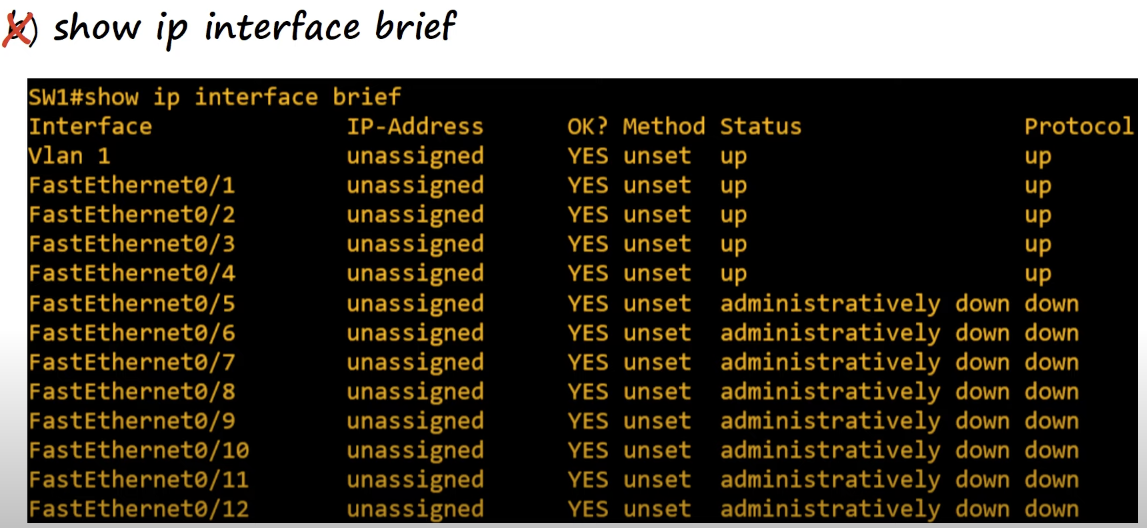 b) show ip interface brief
SW1#show ip interface brief
Interface IP-Address OK? Method Status Protocol
Vlan 1 unassigned YES unset up up
FastEthernet0/1 unassigned YES unset up up
FastEthernet0/2 unassigned YES unset up up
FastEthernet0/3 unassigned YES unset up up
FastEthernet0/4 unassigned YES unset up up
FastEthernet0/5 unassigned YES unset administratively down down
FastEthernet0/6 unassigned YES unset administratively down down
FastEthernet0/7 unassigned YES unset administratively down down
FastEthernet0/8 unassigned YES unset administratively down down
FastEthernet0/9 unassigned YES unset administratively down down
FastEthernet0/10 unassigned YES unset administratively down down
FastEthernet0/11 unassigned YES unset administratively down down
FastEthernet0/12 unassigned YES unset administratively down down